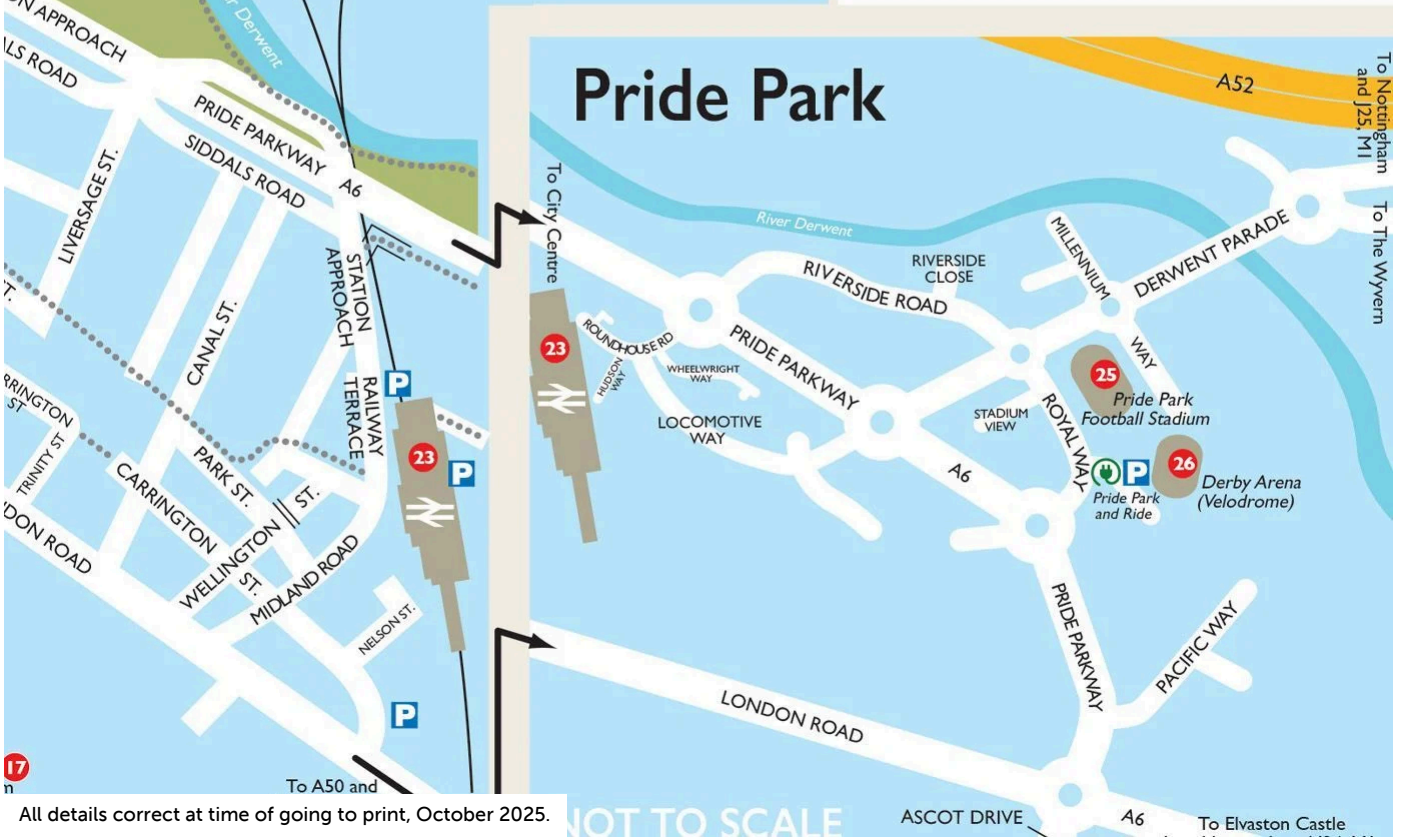 ON APPROACH
ALS ROAD
River Derwent
PRIDE PARKWAY
A6
SIDDALS ROAD
LIVERSAGE ST.
STATION
APPROACH
CANAL ST.
RAILWAY
TERRACE
P
23
P
TRINITY ST
PARK ST.
CARRINGTON
ST.
WELLINGTON
ST.
MIDLAND ROAD
NELSON ST.
P
17
To A50 and
All details correct at time of going to print, October 2025.
Pride Park
A52
To Nottingham
and J25, M1
To The Wyvern
To City Centre
River Derwent
RIVERSIDE
CLOSE
RIVERSIDE ROAD
MILLENNIUM
WAY
DERWENT PARADE
23
ROUNDHOUSE RD
HUDSON
WAY
WHEELWRIGHT
WAY
LOCOMOTIVE
WAY
PRIDE PARKWAY
A6
STADIUM
VIEW
ROYAL WAY
25
Pride Park
Football Stadium
P
Pride Park
and Ride
26
Derby Arena
(Velodrome)
PRIDE PARKWAY
PACIFIC WAY
LONDON ROAD
NOT TO SCALE
ASCOT DRIVE
A6
To Elvaston Castle